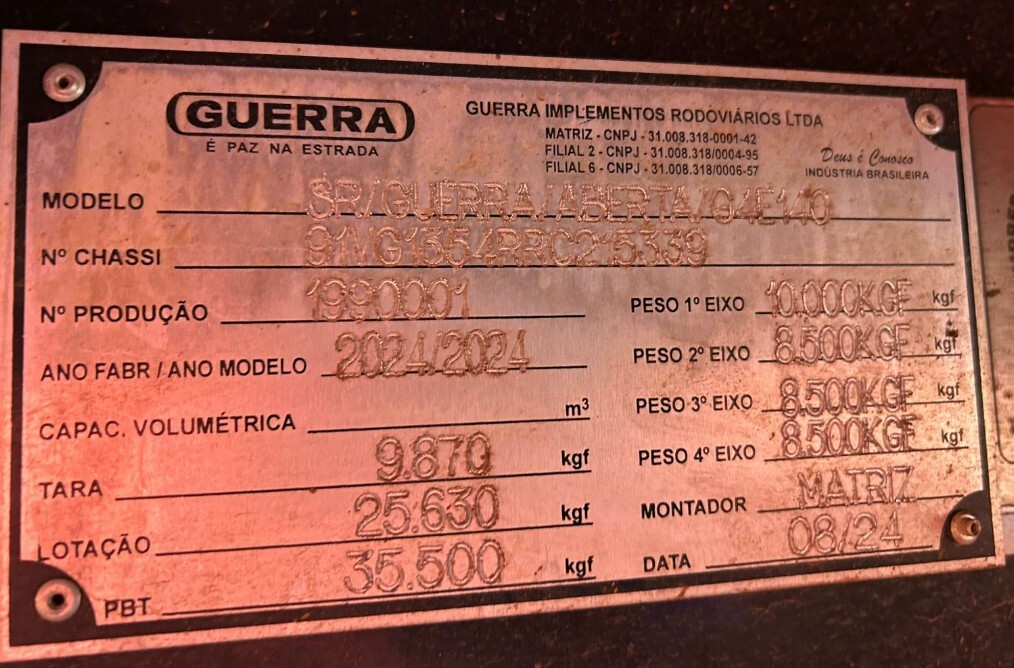 GUERRA
É PAZ NA ESTRADA
GUERRA IMPLEMENTOS RODOVIÁRIOS LTDA
MATRIZ - CNPJ - 31.008.318-0001-42
FILIAL 2 - CNPJ - 31.008.318/0004-95
FILIAL 6 - CNPJ - 31.008.318/0006-57
Deus é Conosco
INDÚSTRIA BRASILEIRA
MODELO SR/GUERRA/ABERTA/04E140
Nº CHASSI 91VG1354RRC215339
Nº PRODUÇÃO 1990001
ANO FABR / ANO MODELO 2024/2024
CAPAC. VOLUMÉTRICA m³
TARA 9.870 kgf
LOTAÇÃO 25.630 kgf
PBT 35.500 kgf
PESO 1º EIXO 10.000KGF kgf
PESO 2º EIXO 8.500KGF kgf
PESO 3º EIXO 8.500KGF kgf
PESO 4º EIXO 8.500KGF kgf
MONTADOR MATRIZ
DATA 08/24